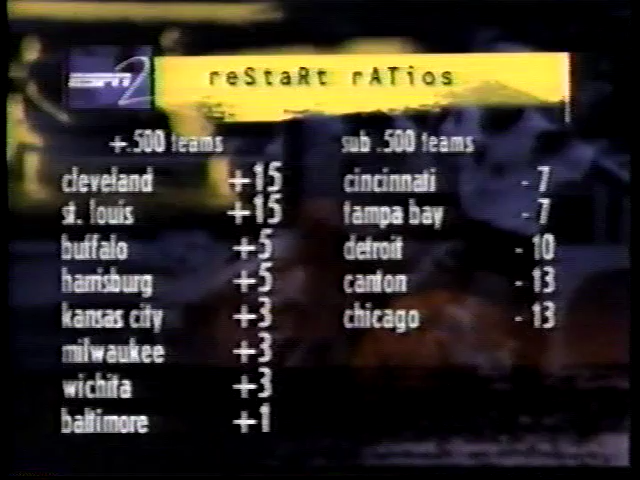 ESPN2 reStaRt rATios
+.500 teams sub .500 teams
cleveland +15 cincinnati - 7
st. louis +15 tampa bay - 7
buffalo +5 detroit - 10
harrisburg +5 canton - 13
kansas city +3 chicago - 13
milwaukee +3
wichita +3
baltimore +1